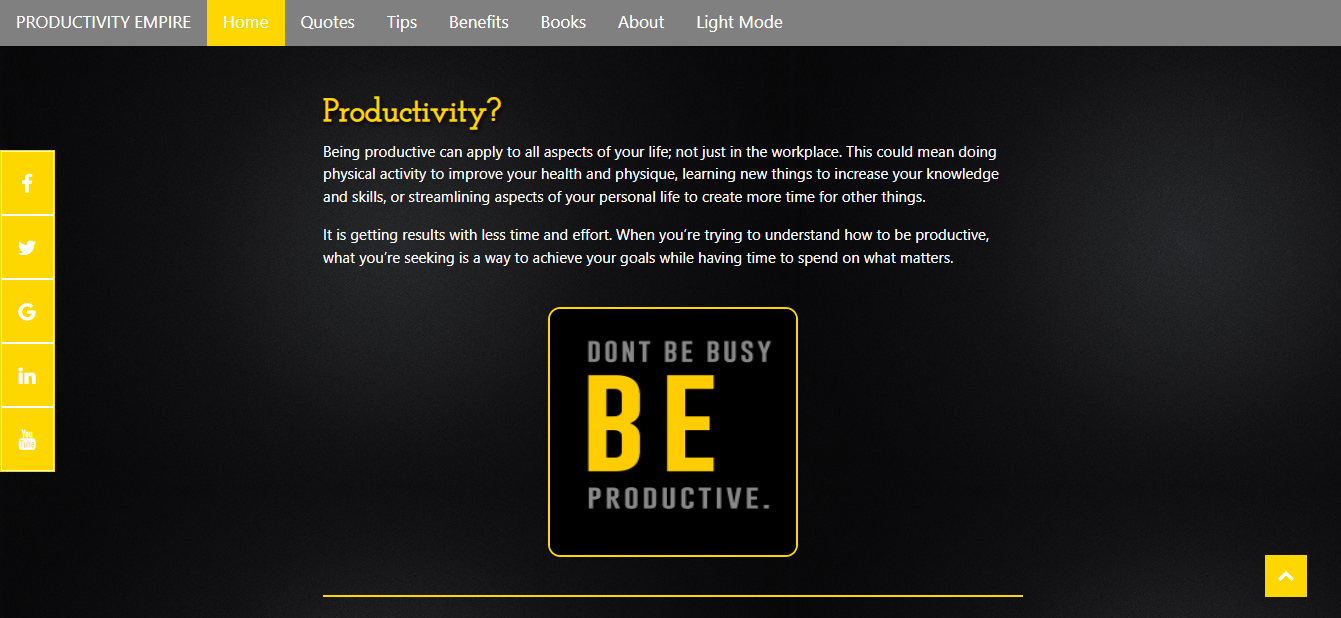 PRODUCTIVITY EMPIRE Home Quotes Tips Benefits Books About Light Mode
Productivity?
Being productive can apply to all aspects of your life; not just in the workplace. This could mean doing
physical activity to improve your health and physique, learning new things to increase your knowledge
and skills, or streamlining aspects of your personal life to create more time for other things.
It is getting results with less time and effort. When you’re trying to understand how to be productive,
what you’re seeking is a way to achieve your goals while having time to spend on what matters.
DONT BE BUSY
BE
PRODUCTIVE.
f
G
in
You
Tube